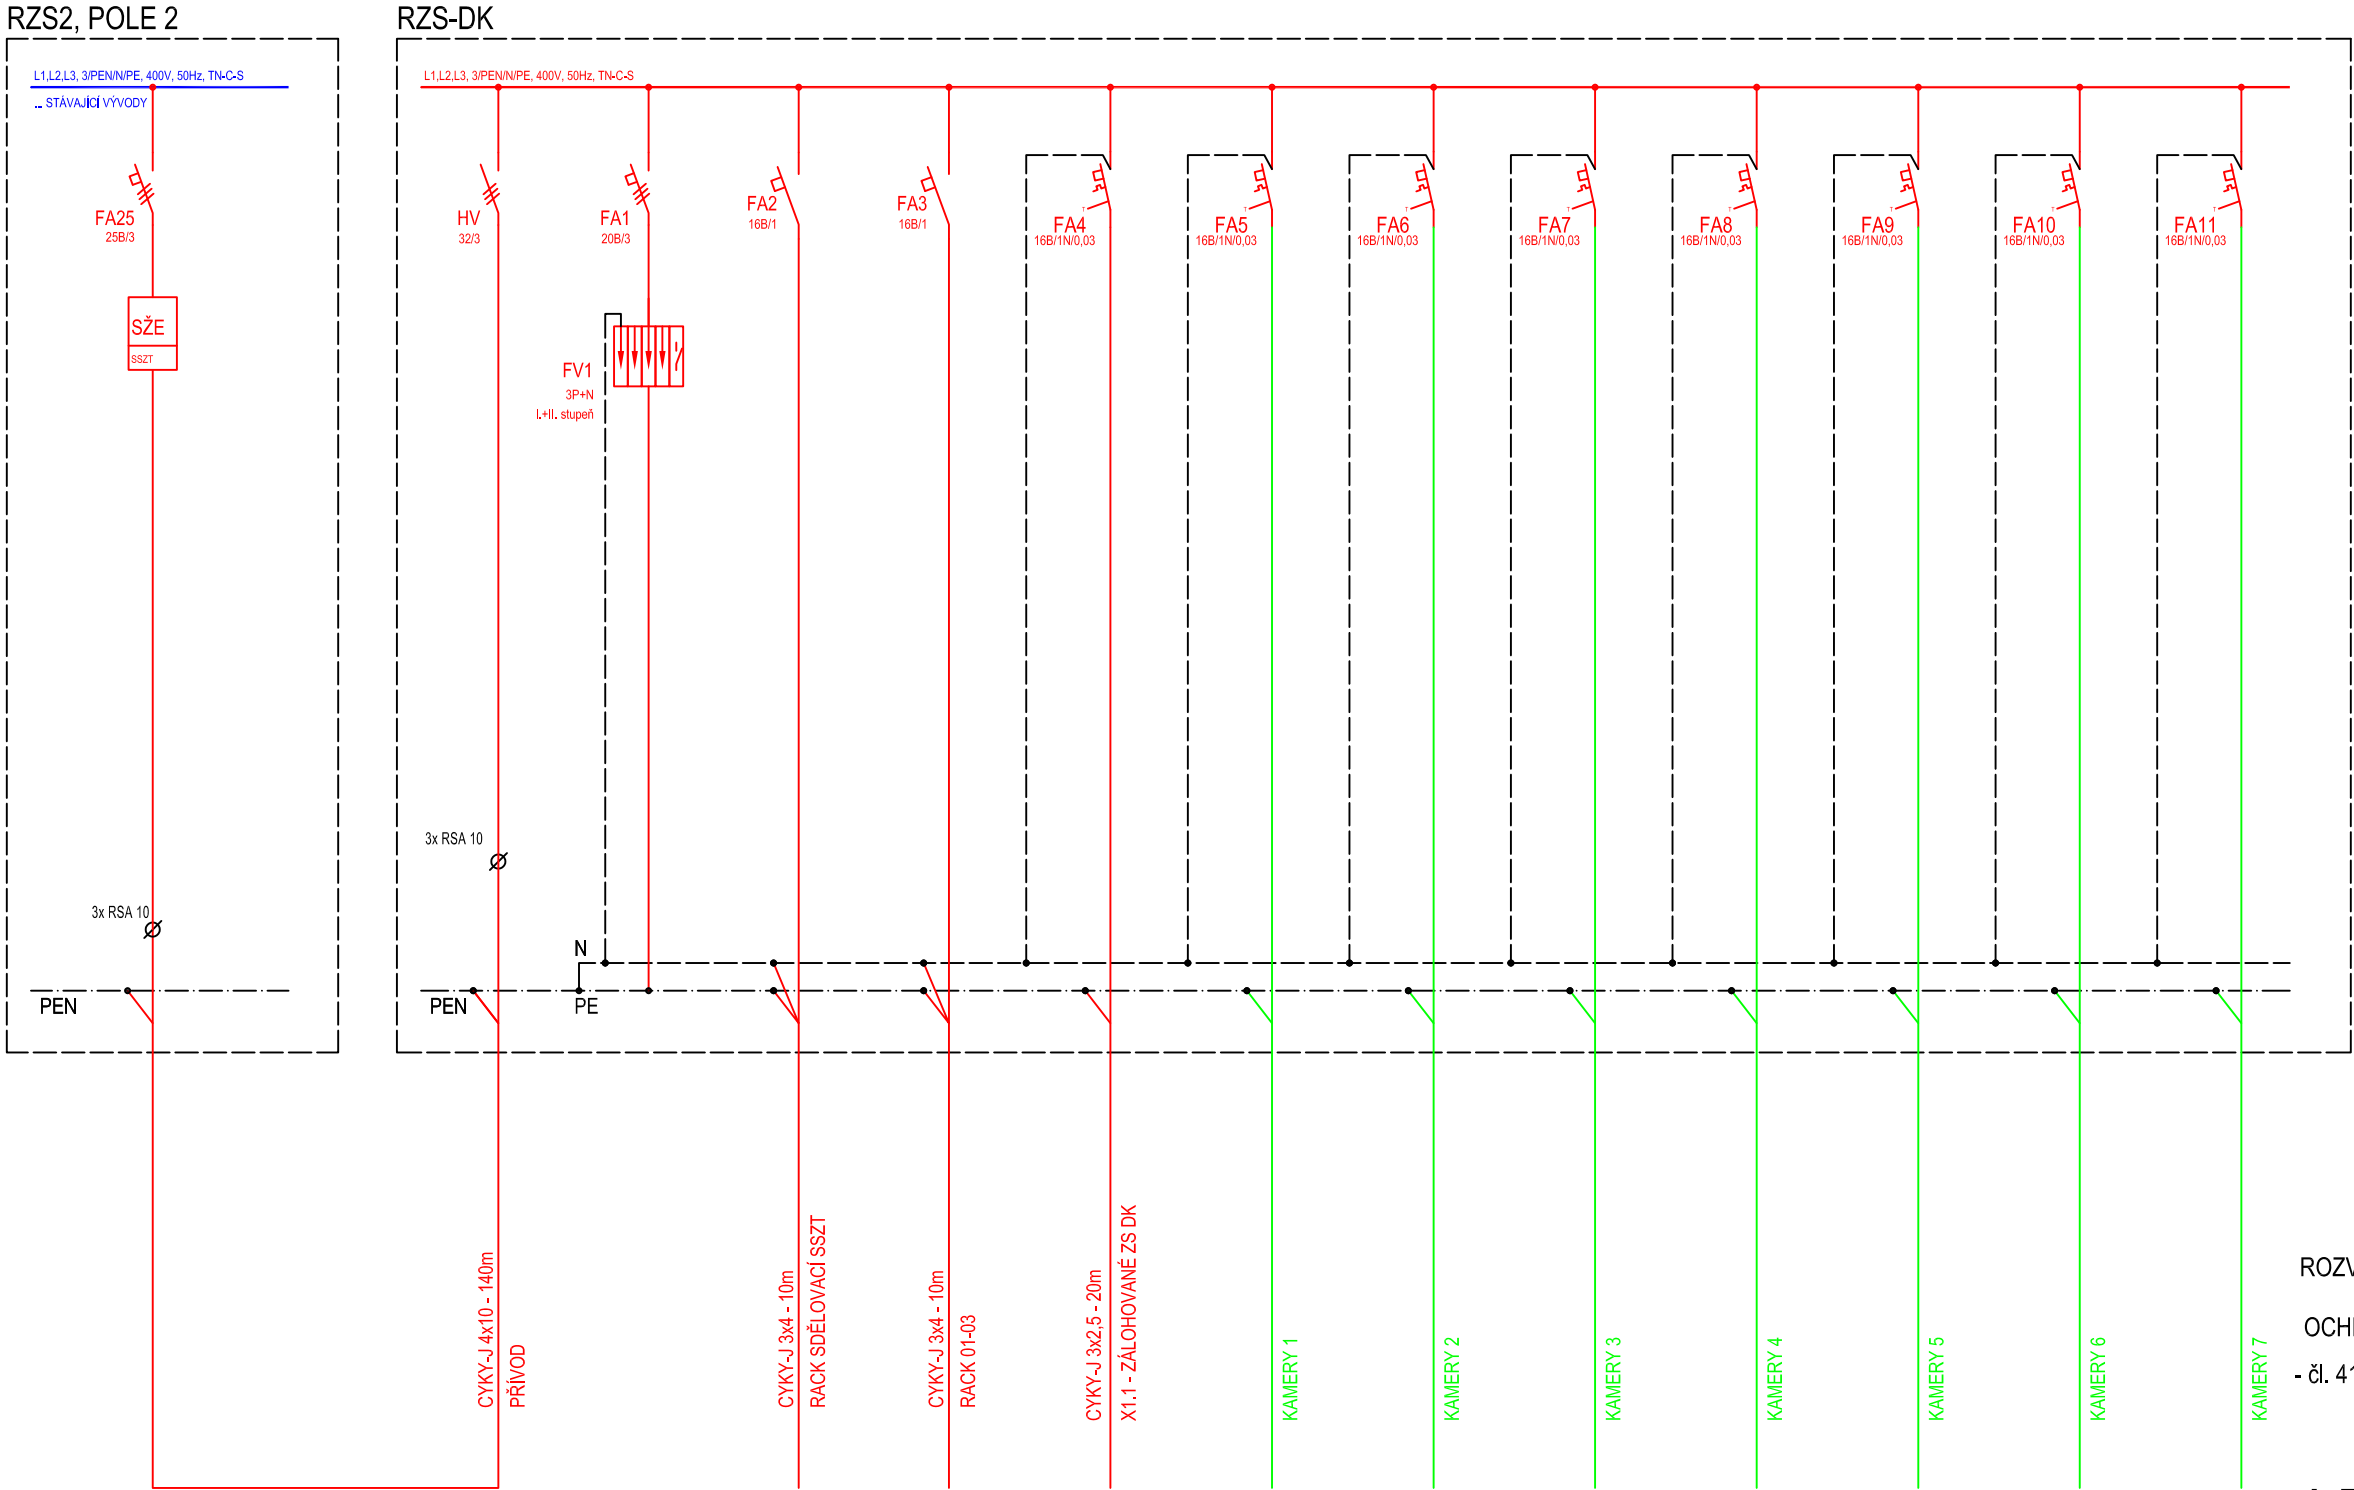 RZS2, POLE 2
RZS-DK
L1,L2,L3, 3/PEN/N/PE, 400V, 50Hz, TN-C-S
... STÁVAJÍCÍ VÝVODY
L1,L2,L3, 3/PEN/N/PE, 400V, 50Hz, TN-C-S
FA25
25B/3
HV
32/3
FA1
20B/3
FA2
16B/1
FA3
16B/1
FA4
16B/1N/0,03
FA5
16B/1N/0,03
FA6
16B/1N/0,03
FA7
16B/1N/0,03
FA8
16B/1N/0,03
FA9
16B/1N/0,03
FA10
16B/1N/0,03
FA11
16B/1N/0,03
SŽE
SSZT
FV1
3P+N
I.+II. stupeň
3x RSA 10
3x RSA 10
N
PEN
PEN
PE
CYKY-J 4x10 - 140m
PŘÍVOD
CYKY-J 3x4 - 10m
RACK SDĚLOVACÍ SSZT
CYKY-J 3x4 - 10m
RACK 01-03
CYKY-J 3x2,5 - 20m
X1.1 - ZÁLOHOVANÉ ZS DK
KAMERY 1
KAMERY 2
KAMERY 3
KAMERY 4
KAMERY 5
KAMERY 6
KAMERY 7
ROZV
- čl. 41